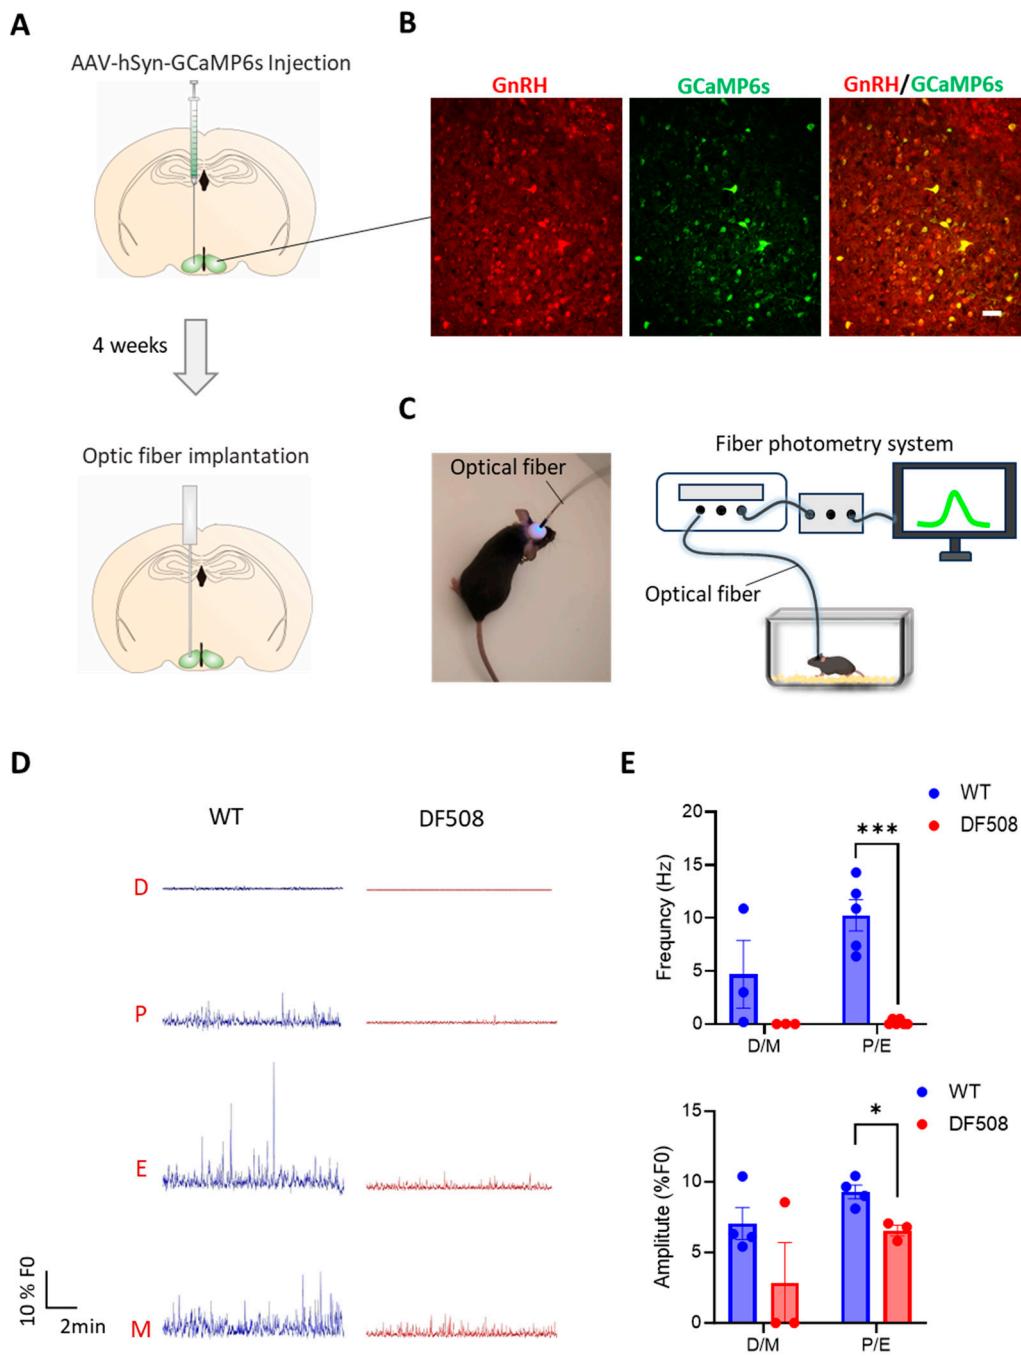 A
AAV-hSyn-GCaMP6s Injection
4 weeks
Optic fiber implantation
B
GnRH
GCaMP6s
GnRH/GCaMP6s
C
Optical fiber
Fiber photometry system
Optical fiber
D
WT
DF508
D
P
E
M
10 % F0
2min
E
WT
DF508
***
Frequncy (Hz)
20
15
10
5
0
D/M
P/E
WT
DF508
*
Amplitute (%F0)
15
10
5
0
D/M
P/E